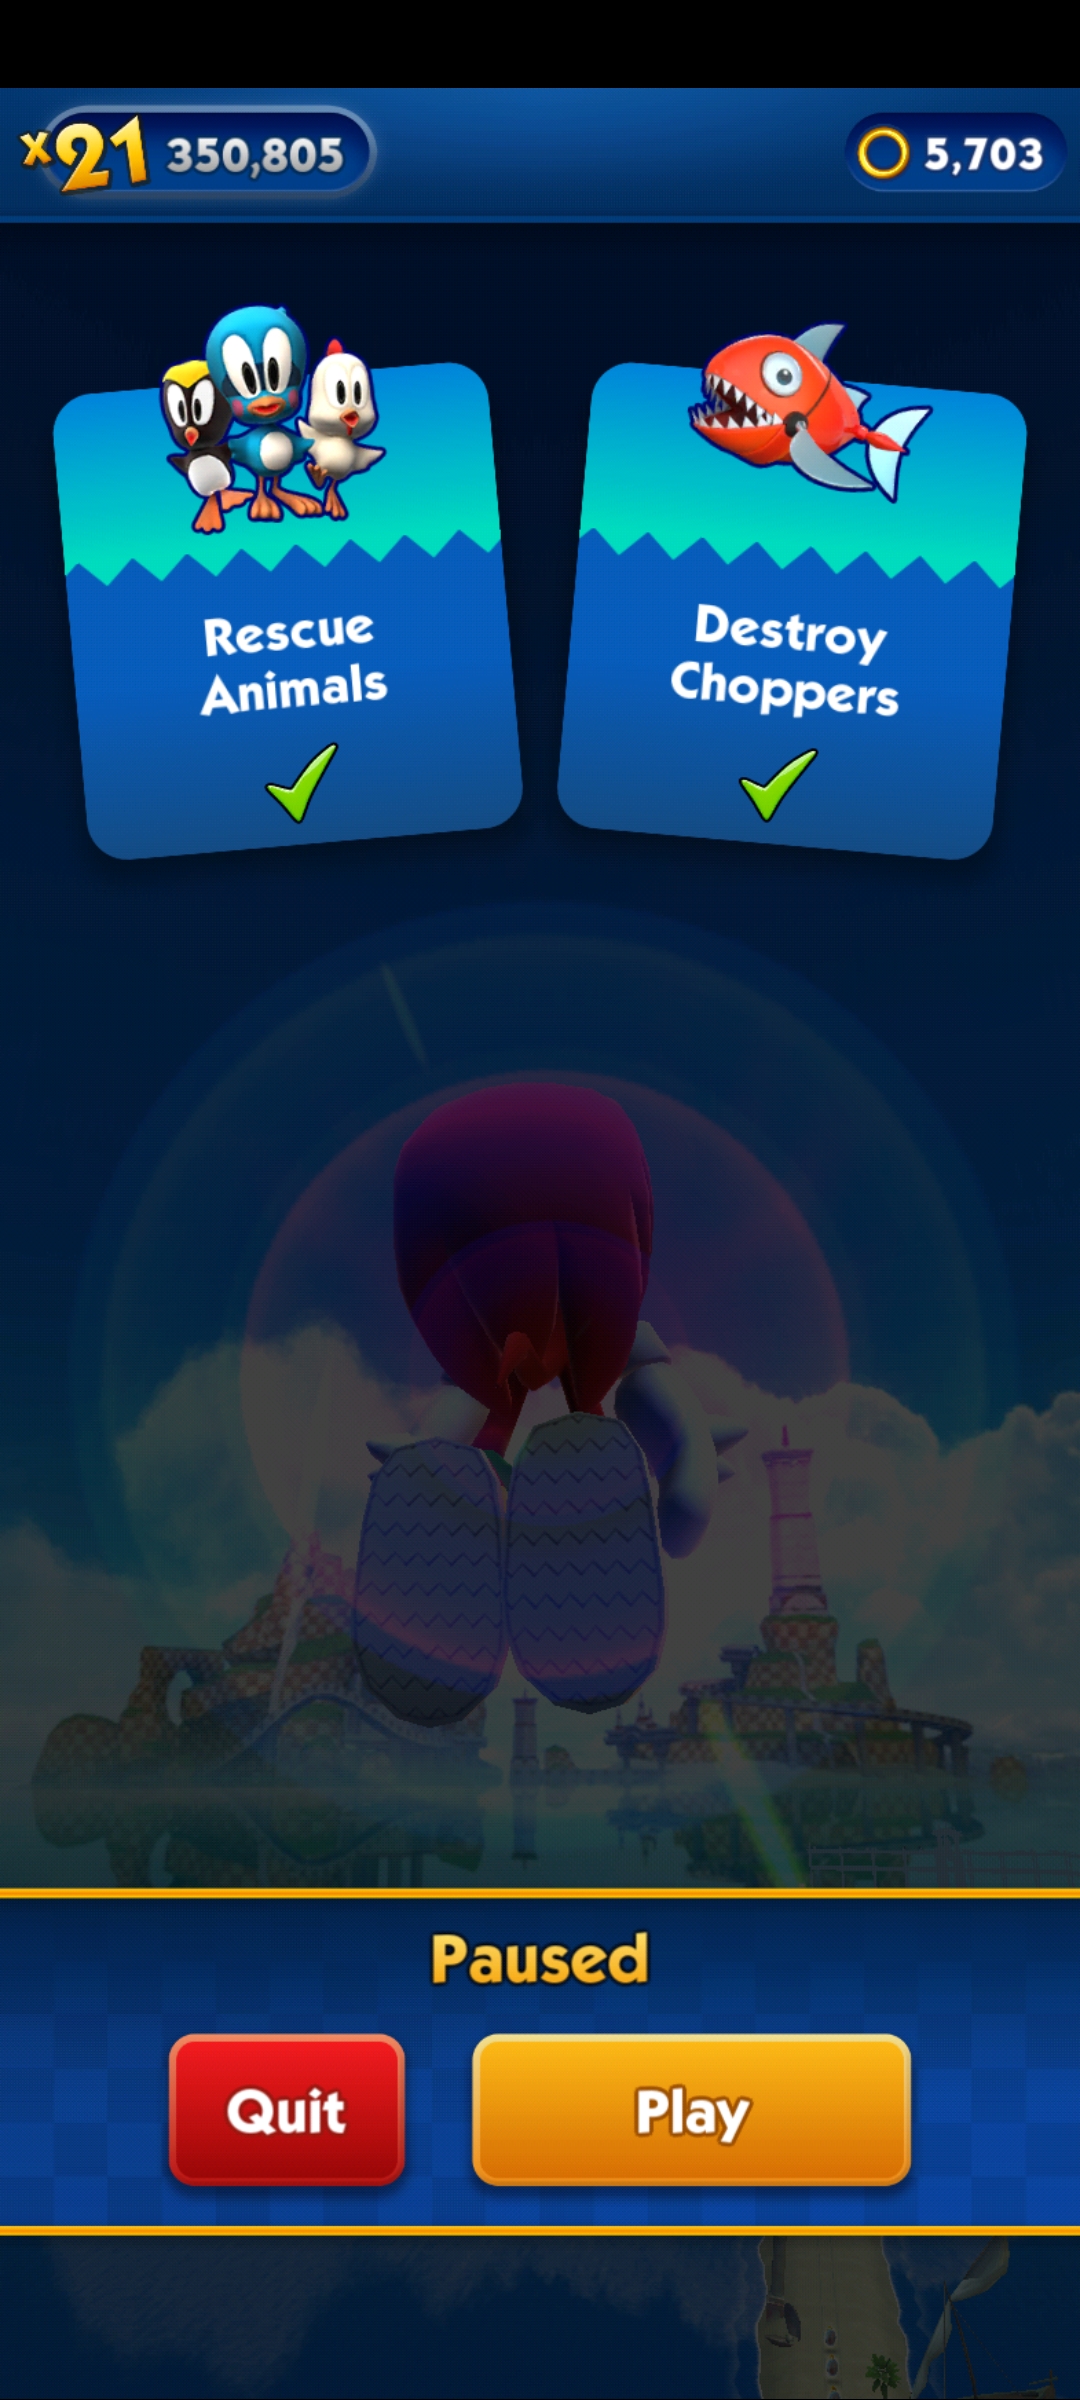 x21 350,805
5,703
Rescue
Animals
Destroy
Choppers
Paused
Quit
Play